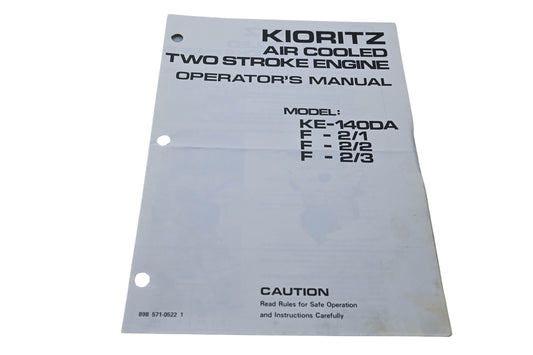 KIORITZ
AIR COOLED
TWO STROKE ENGINE
OPERATOR'S MANUAL
MODEL:
KE-140DA
F - 2/1
F - 2/2
F - 2/3
CAUTION
Read Rules for Safe Operation
and Instructions Carefully
898 571-0522 1